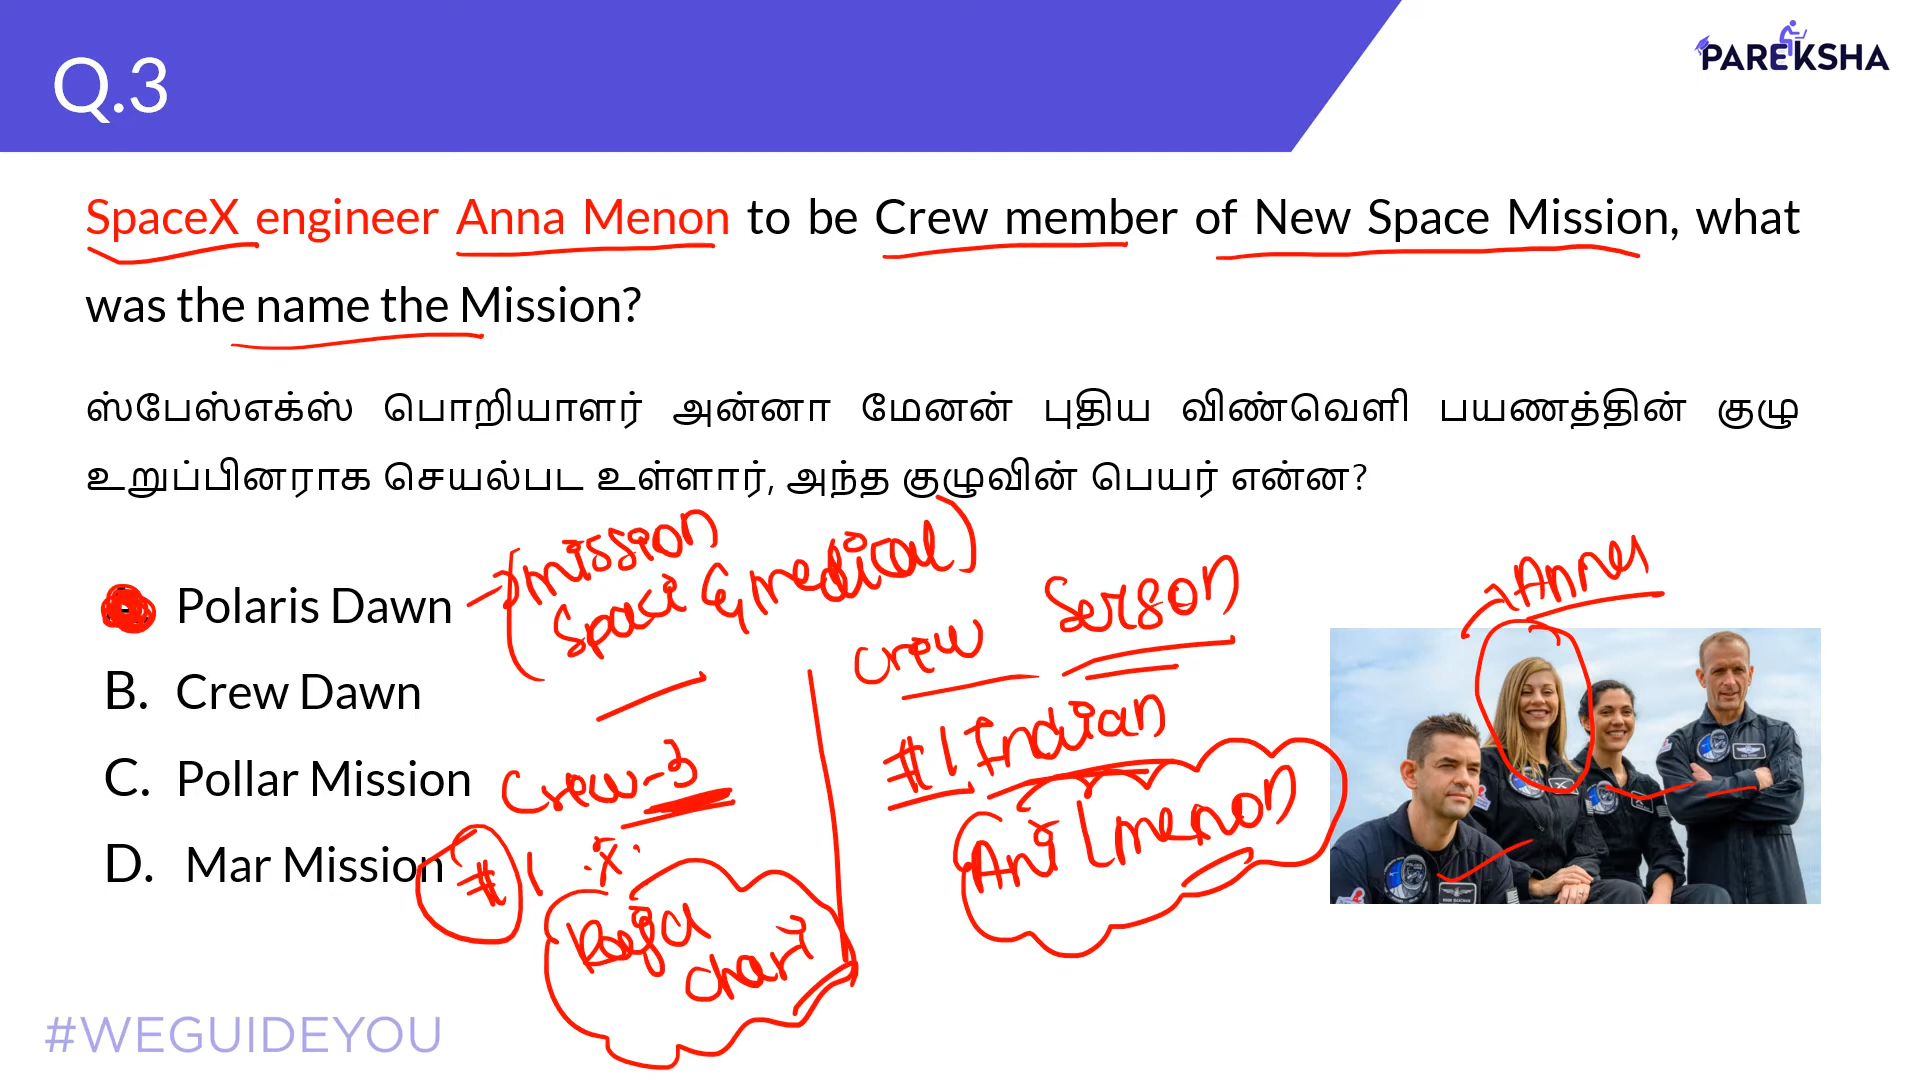 Q.3
PAREKSHA
SpaceX engineer Anna Menon to be Crew member of New Space Mission, what
was the name the Mission?
ஸ்பேஸ்எக்ஸ் பொறியாளர் அன்னா மேனன் புதிய விண்வெளி பயணத்தின் குழு
உறுப்பினராக செயல்பட உள்ளார், அந்த குழுவின் பெயர் என்ன?
Polaris Dawn
mission
Space & medical
B. Crew Dawn
C. Pollar Mission
D. Mar Mission
Crew-3
#1
Raja
chari
crew
#1 Indian
Anil menon
Anna
#WEGUIDEYOU